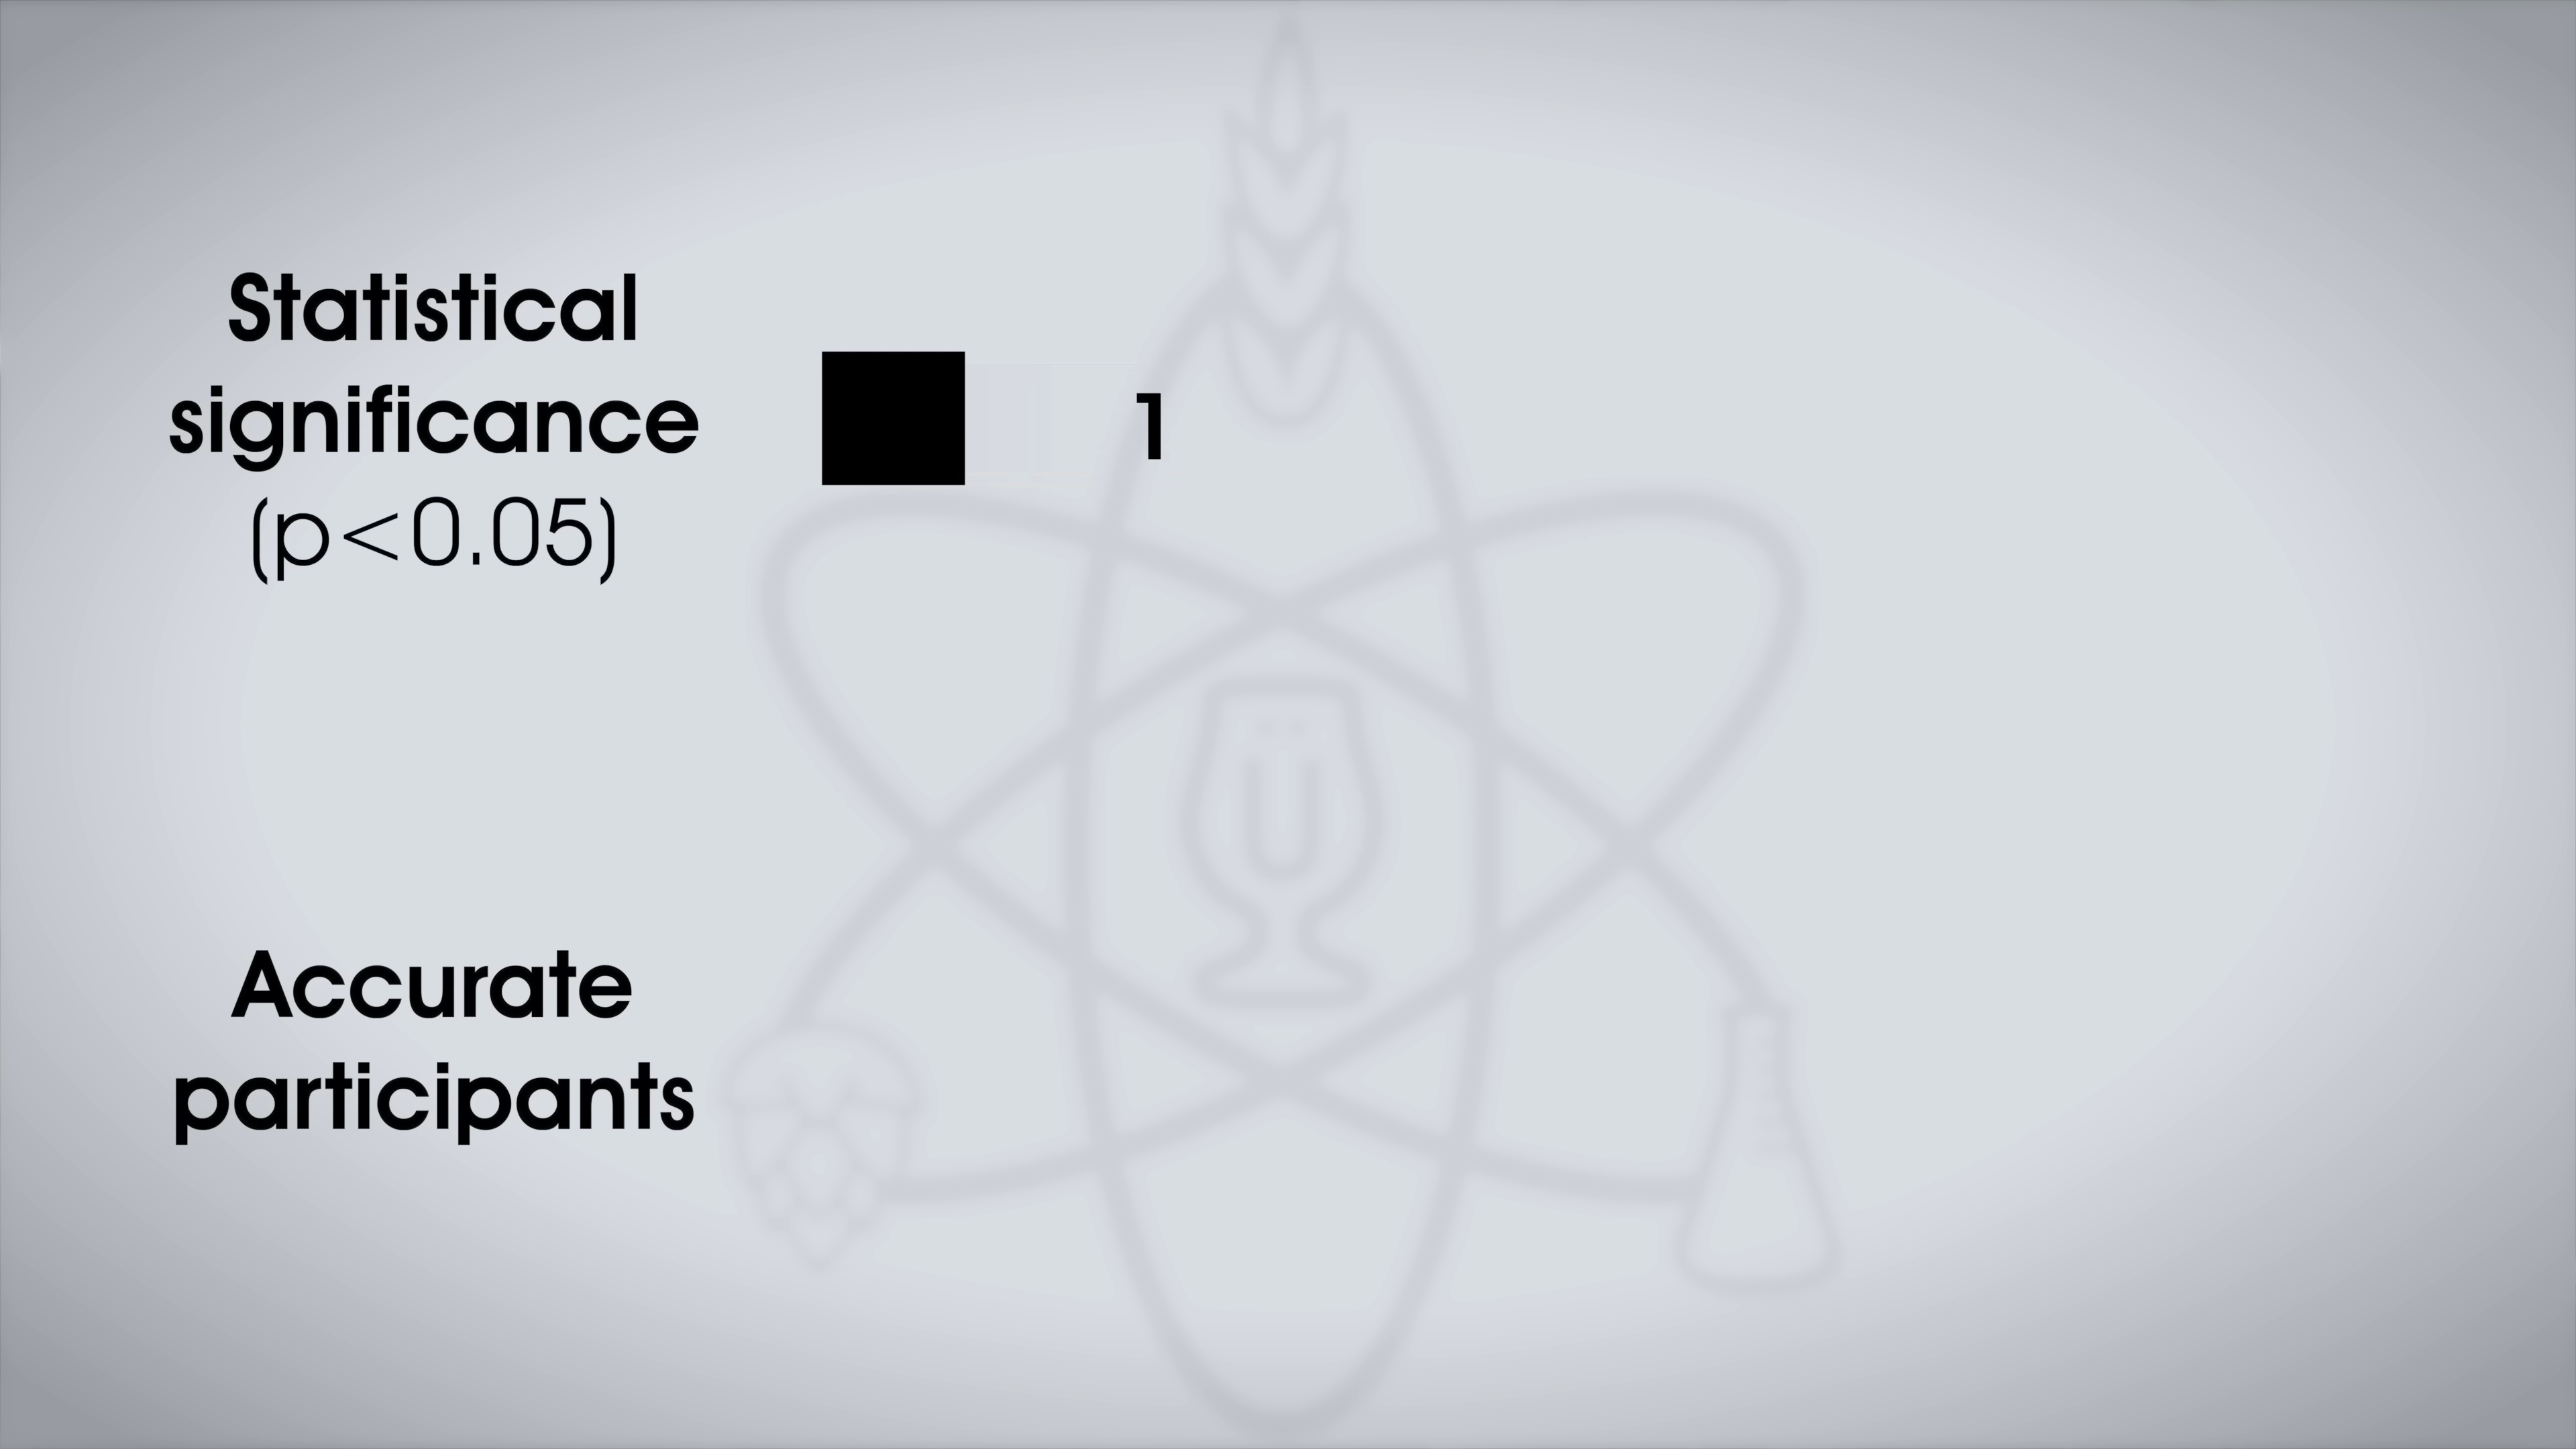 Statistical
significance
1
(p<0.05)
Accurate
participants